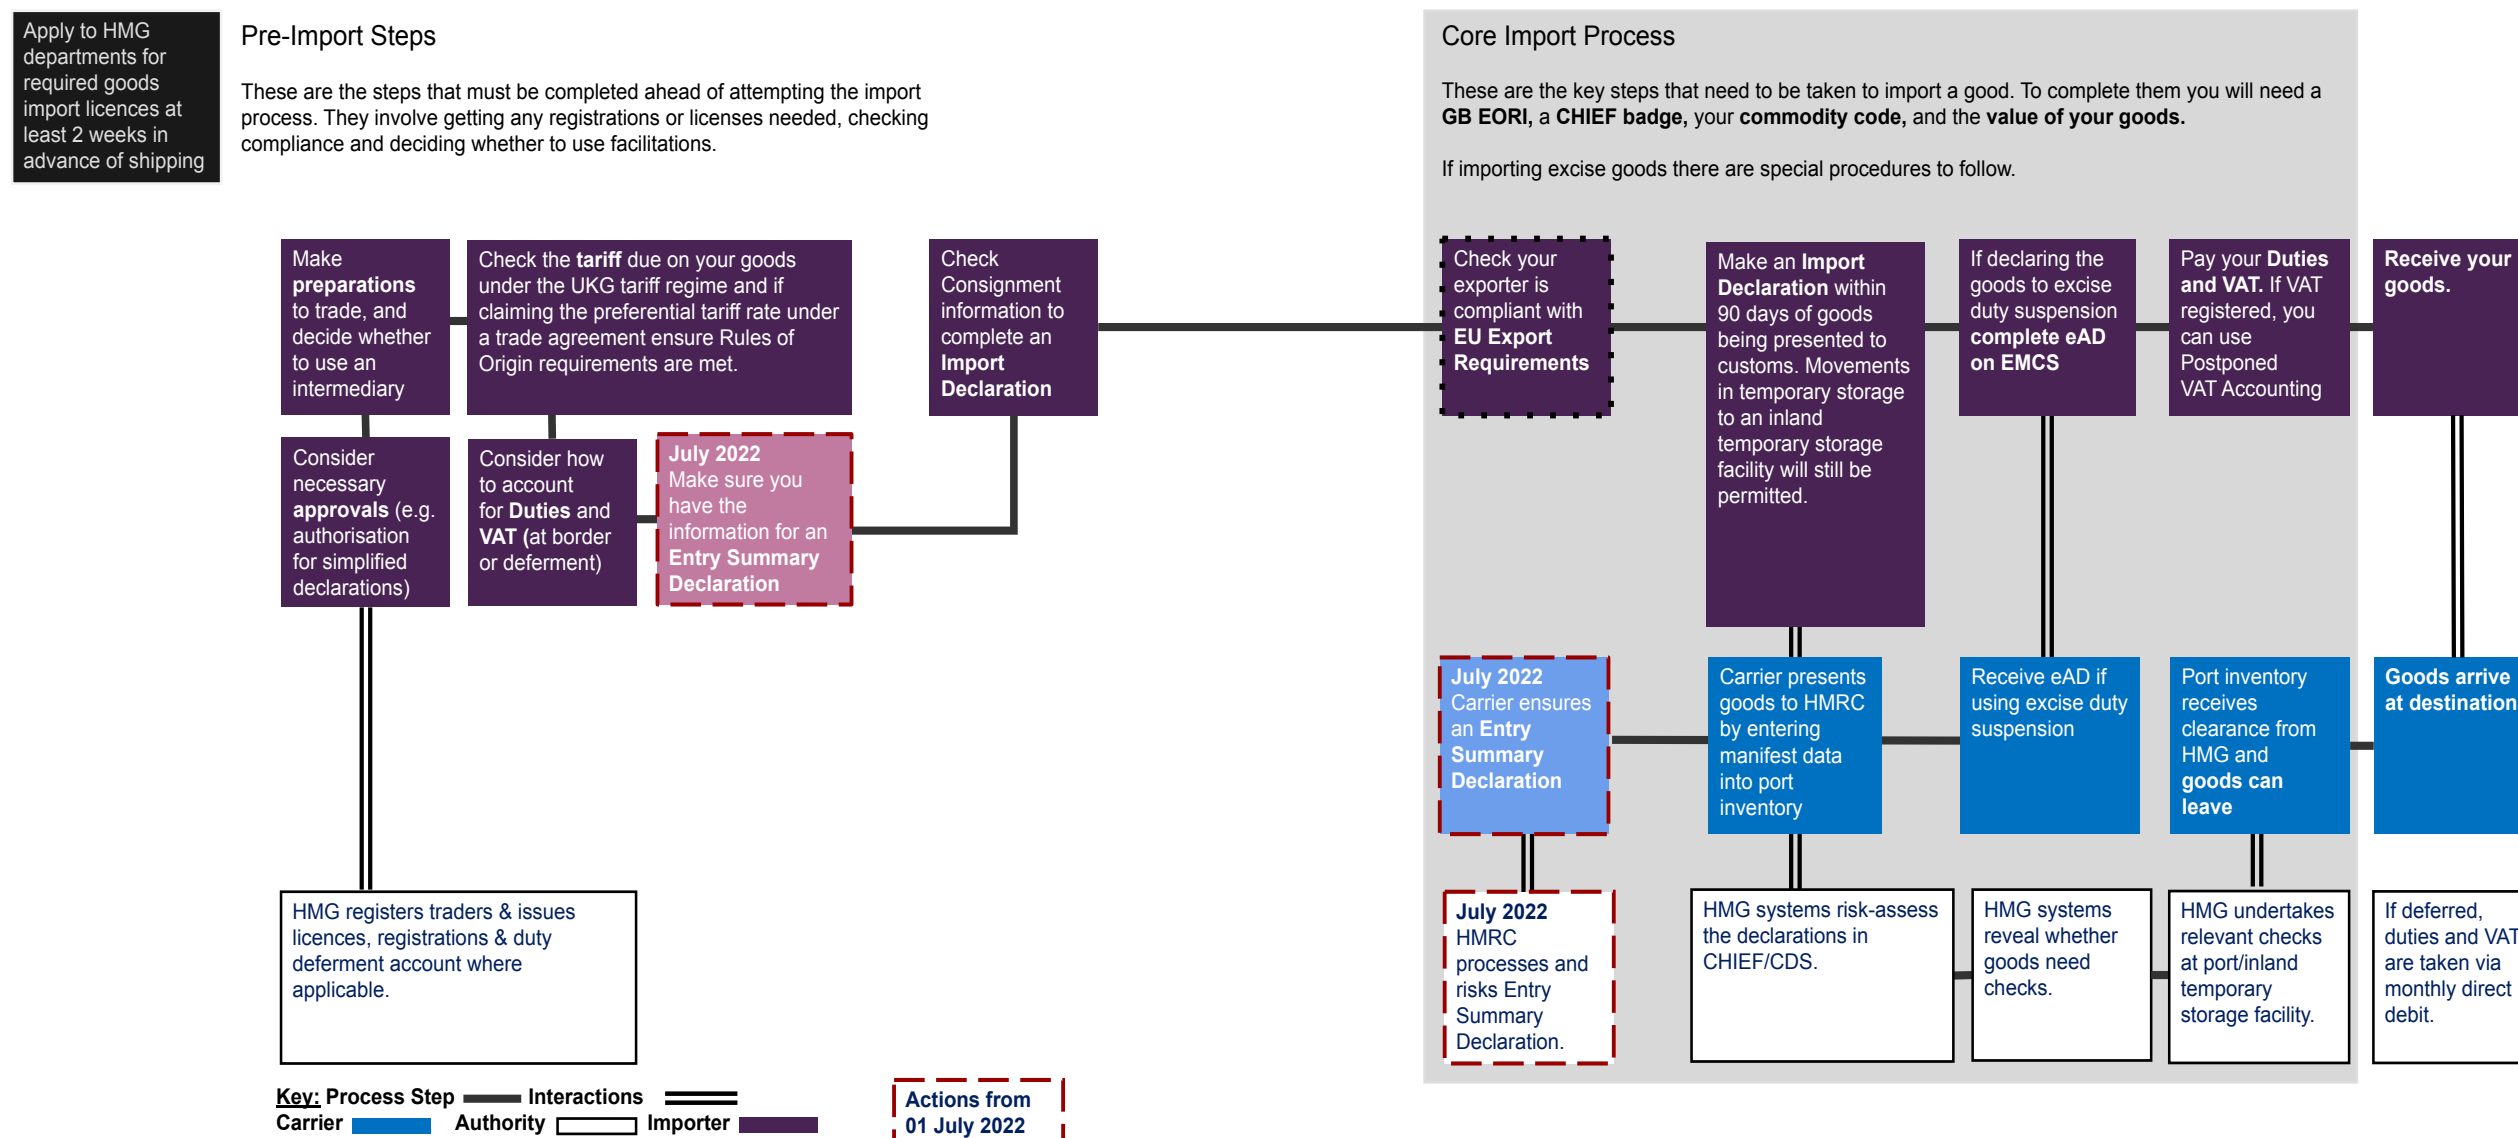 Apply to HMG
departments for
required goods
import licences at
least 2 weeks in
advance of shipping
Pre-Import Steps
These are the steps that must be completed ahead of attempting the import
process. They involve getting any registrations or licenses needed, checking
compliance and deciding whether to use facilitations.
Core Import Process
These are the key steps that need to be taken to import a good. To complete them you will need a
GB EORI, a CHIEF badge, your commodity code, and the value of your goods.
If importing excise goods there are special procedures to follow.
Make
preparations
to trade, and
decide whether
to use an
intermediary
Check the tariff due on your goods
under the UKG tariff regime and if
claiming the preferential tariff rate under
a trade agreement ensure Rules of
Origin requirements are met.
Check
Consignment
information to
complete an
Import
Declaration
Check your
exporter is
compliant with
EU Export
Requirements
Make an Import
Declaration within
90 days of goods
being presented to
customs. Movements
in temporary storage
to an inland
temporary storage
facility will still be
permitted.
If declaring the
goods to excise
duty suspension
complete eAD
on EMCS
Pay your Duties
and VAT. If VAT
registered, you
can use
Postponed
VAT Accounting
Receive your
goods.
Consider
necessary
approvals (e.g.
authorisation
for simplified
declarations)
Consider how
to account
for Duties and
VAT (at border
or deferment)
July 2022
Make sure you
have the
information for an
Entry Summary
Declaration
July 2022
Carrier ensures
an Entry
Summary
Declaration
Carrier presents
goods to HMRC
by entering
manifest data
into port
inventory
Receive eAD if
using excise duty
suspension
Port inventory
receives
clearance from
HMG and
goods can
leave
Goods arrive
at destination
HMG registers traders & issues
licences, registrations & duty
deferment account where
applicable.
July 2022
HMRC
processes and
risks Entry
Summary
Declaration.
HMG systems risk-assess
the declarations in
CHIEF/CDS.
HMG systems
reveal whether
goods need
checks.
HMG undertakes
relevant checks
at port/inland
temporary
storage facility.
If deferred,
duties and VAT
are taken via
monthly direct
debit.
Key: Process Step Interactions
Carrier Authority Importer
Actions from
01 July 2022